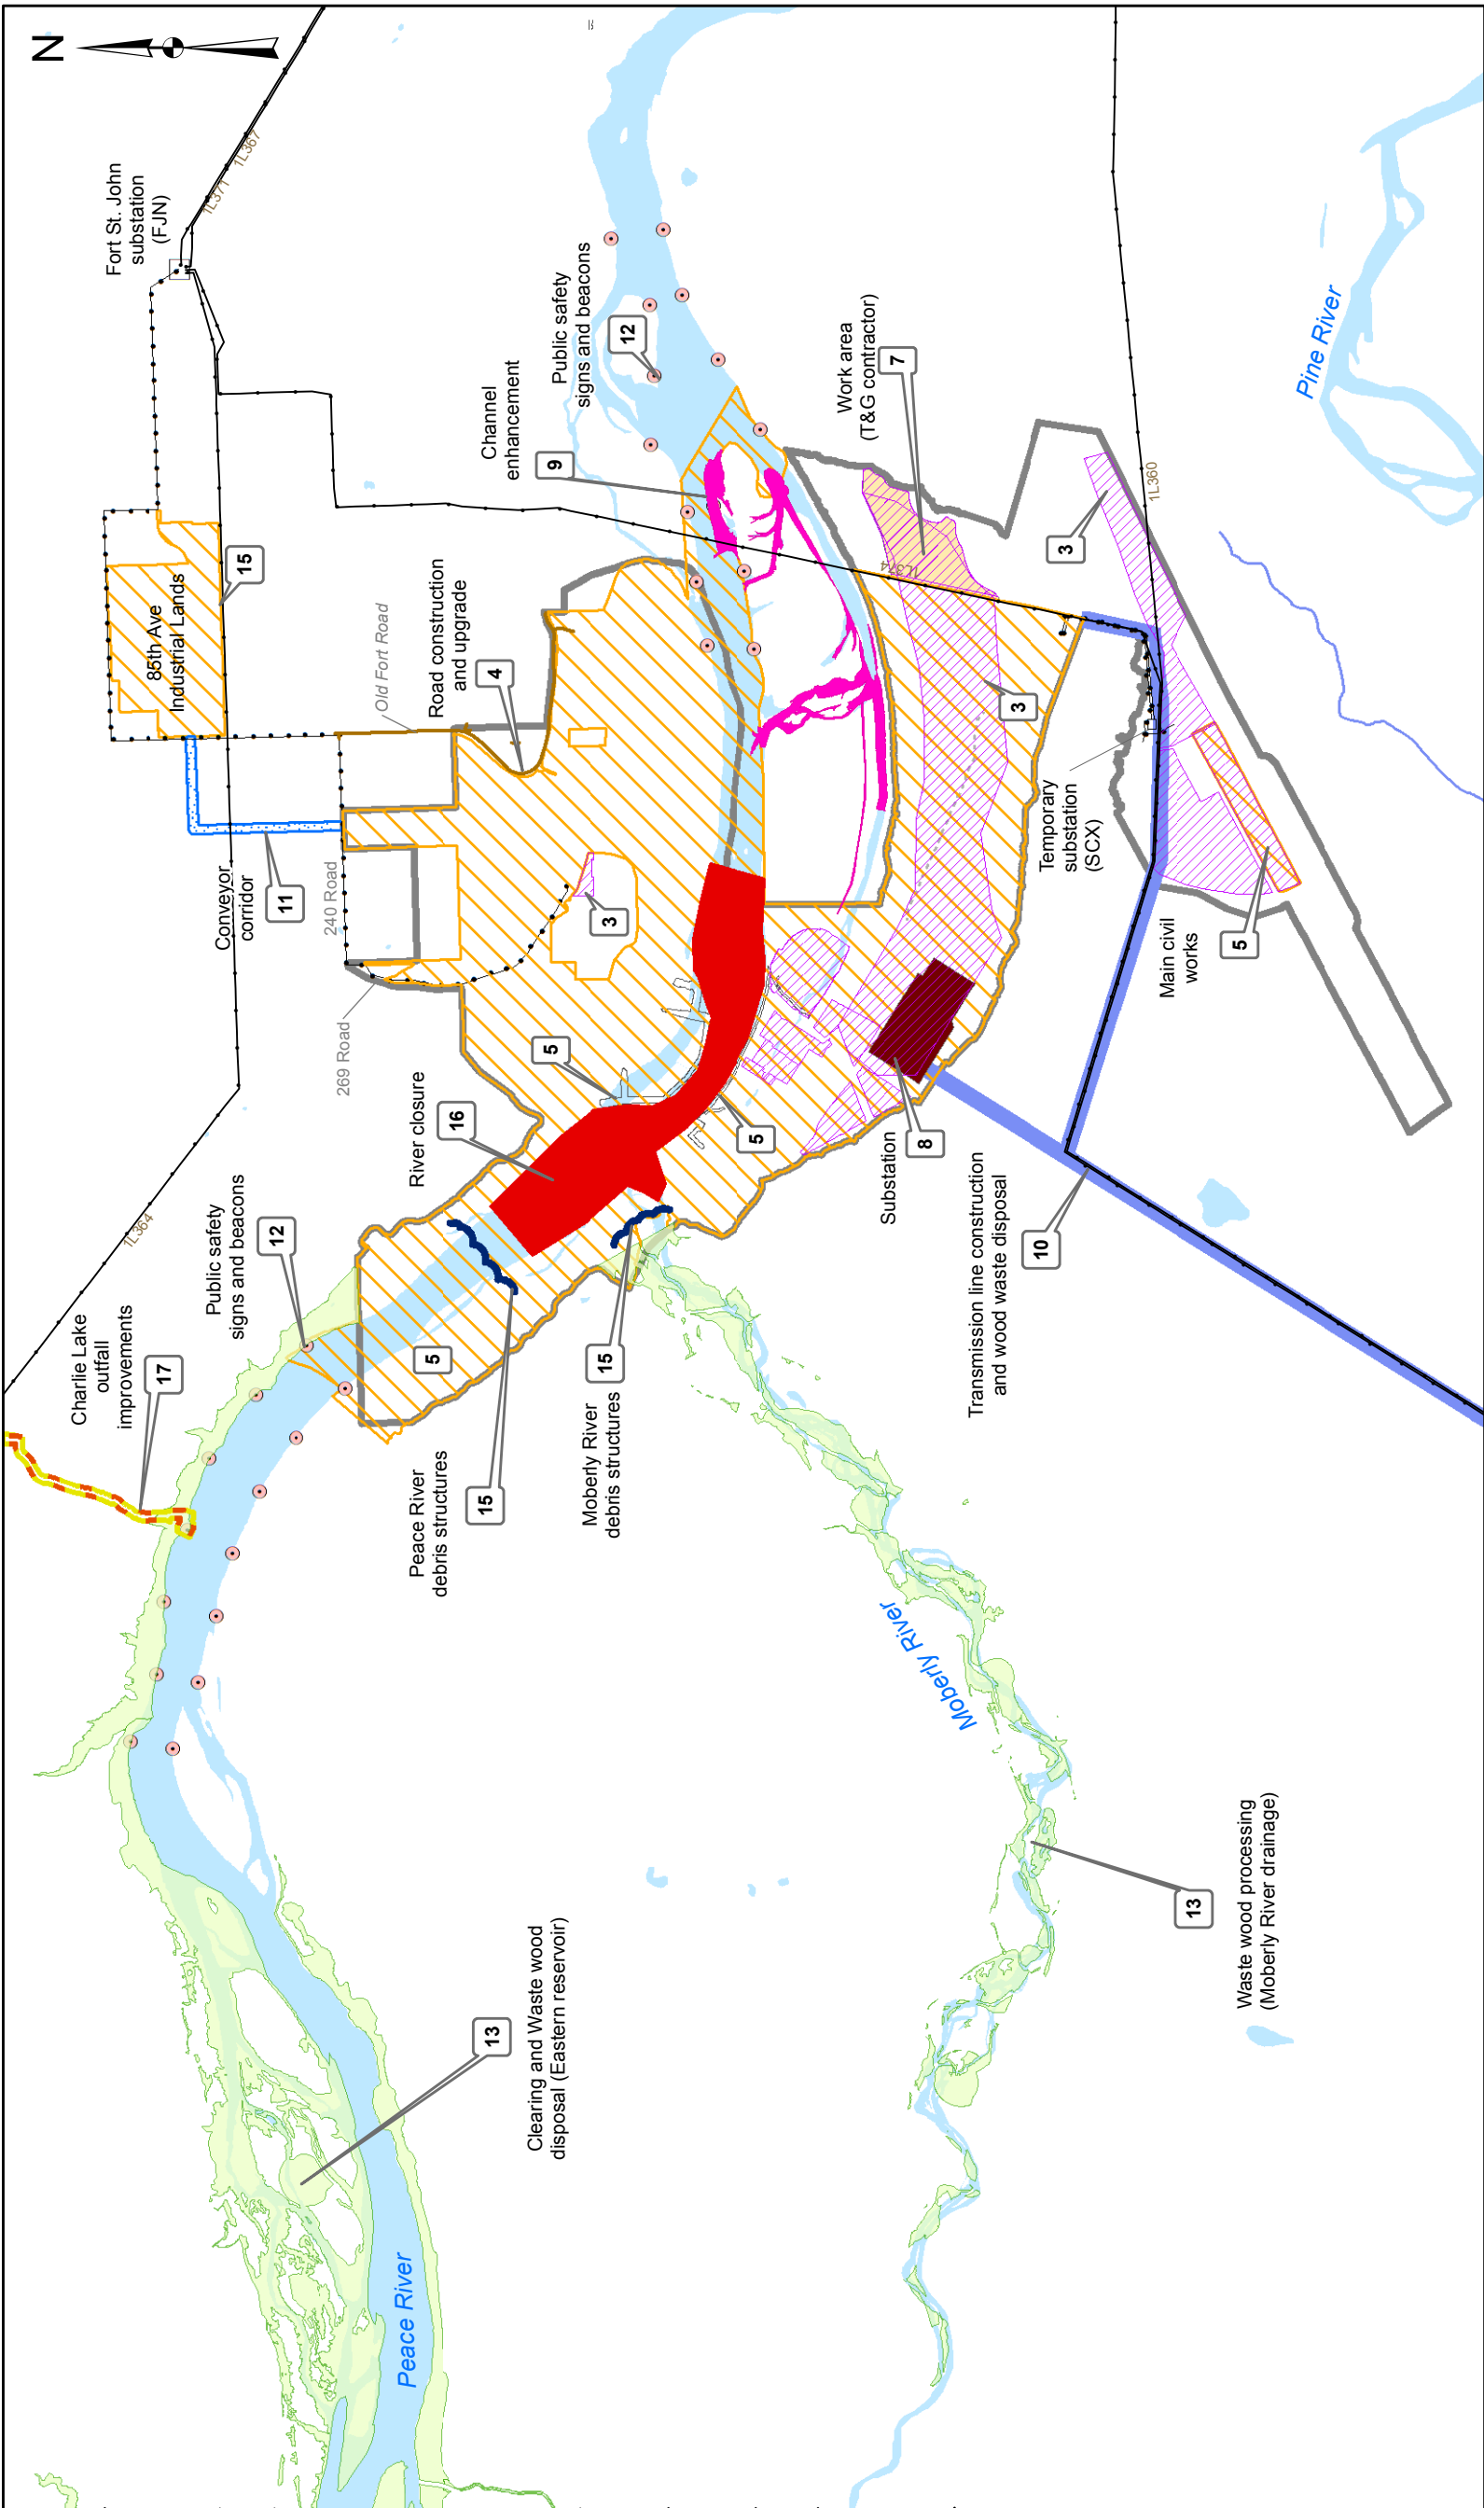 N
Fort St. John
substation
(FJN)
1L371
1L367
85th Ave
Industrial Lands
15
Conveyor
corridor
11
Old Fort Road
Road construction
and upgrade
4
240 Road
269 Road
3
Channel
enhancement
9
Public safety
signs and beacons
12
Work area
(T&G contractor)
7
1L374
3
3
1L360
Pine River
Temporary
substation
(SCX)
Main civil
works
5
5
5
River closure
16
Substation
8
Transmission line construction
and wood waste disposal
10
1L364
Public safety
signs and beacons
12
Charlie Lake
outfall
improvements
17
5
Peace River
debris structures
15
Moberly River
debris structures
15
Moberly River
Waste wood processing
(Moberly River drainage)
13
Clearing and Waste wood
disposal (Eastern reservoir)
13
Peace River